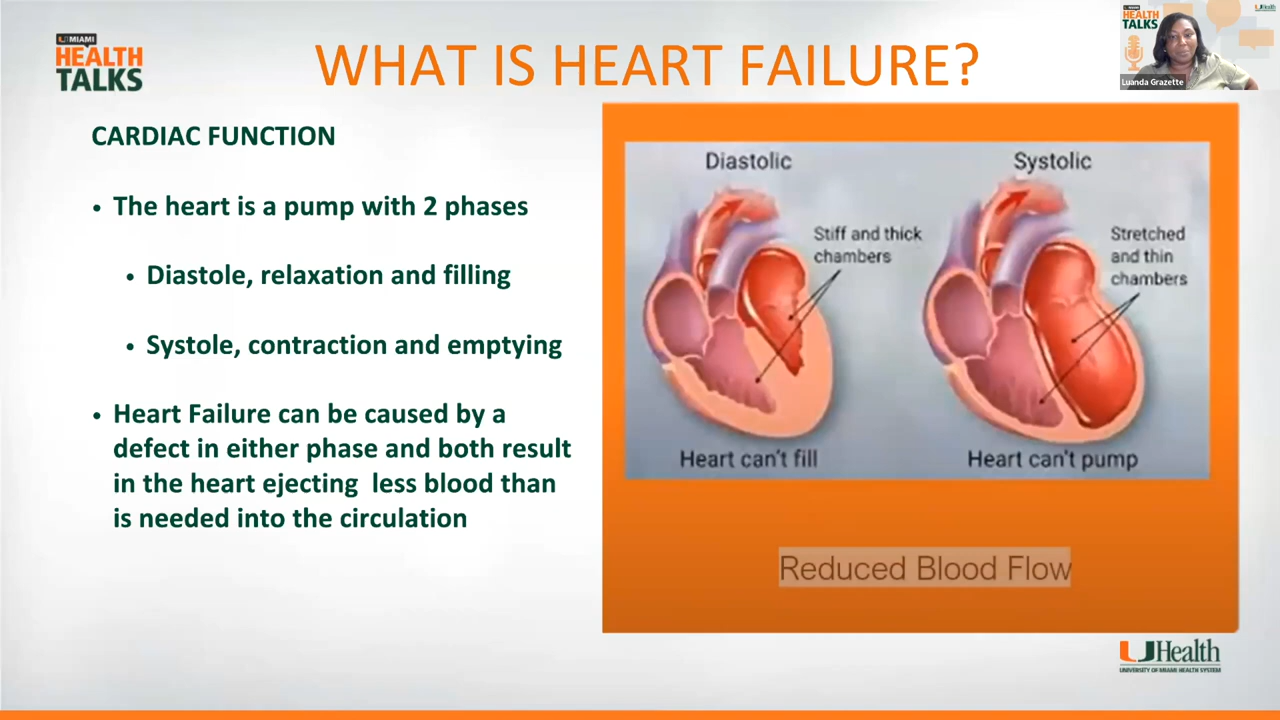 MIAMI
HEALTH
TALKS
WHAT IS HEART FAILURE?
HEALTH
TALKS
UHealth
Luanda Grazette
CARDIAC FUNCTION
• The heart is a pump with 2 phases
• Diastole, relaxation and filling
• Systole, contraction and emptying
• Heart Failure can be caused by a
defect in either phase and both result
in the heart ejecting less blood than
is needed into the circulation
Diastolic
Stiff and thick
chambers
Heart can't fill
Systolic
Stretched
and thin
chambers
Heart can't pump
Reduced Blood Flow
UHealth
UNIVERSITY OF MIAMI HEALTH SYSTEM